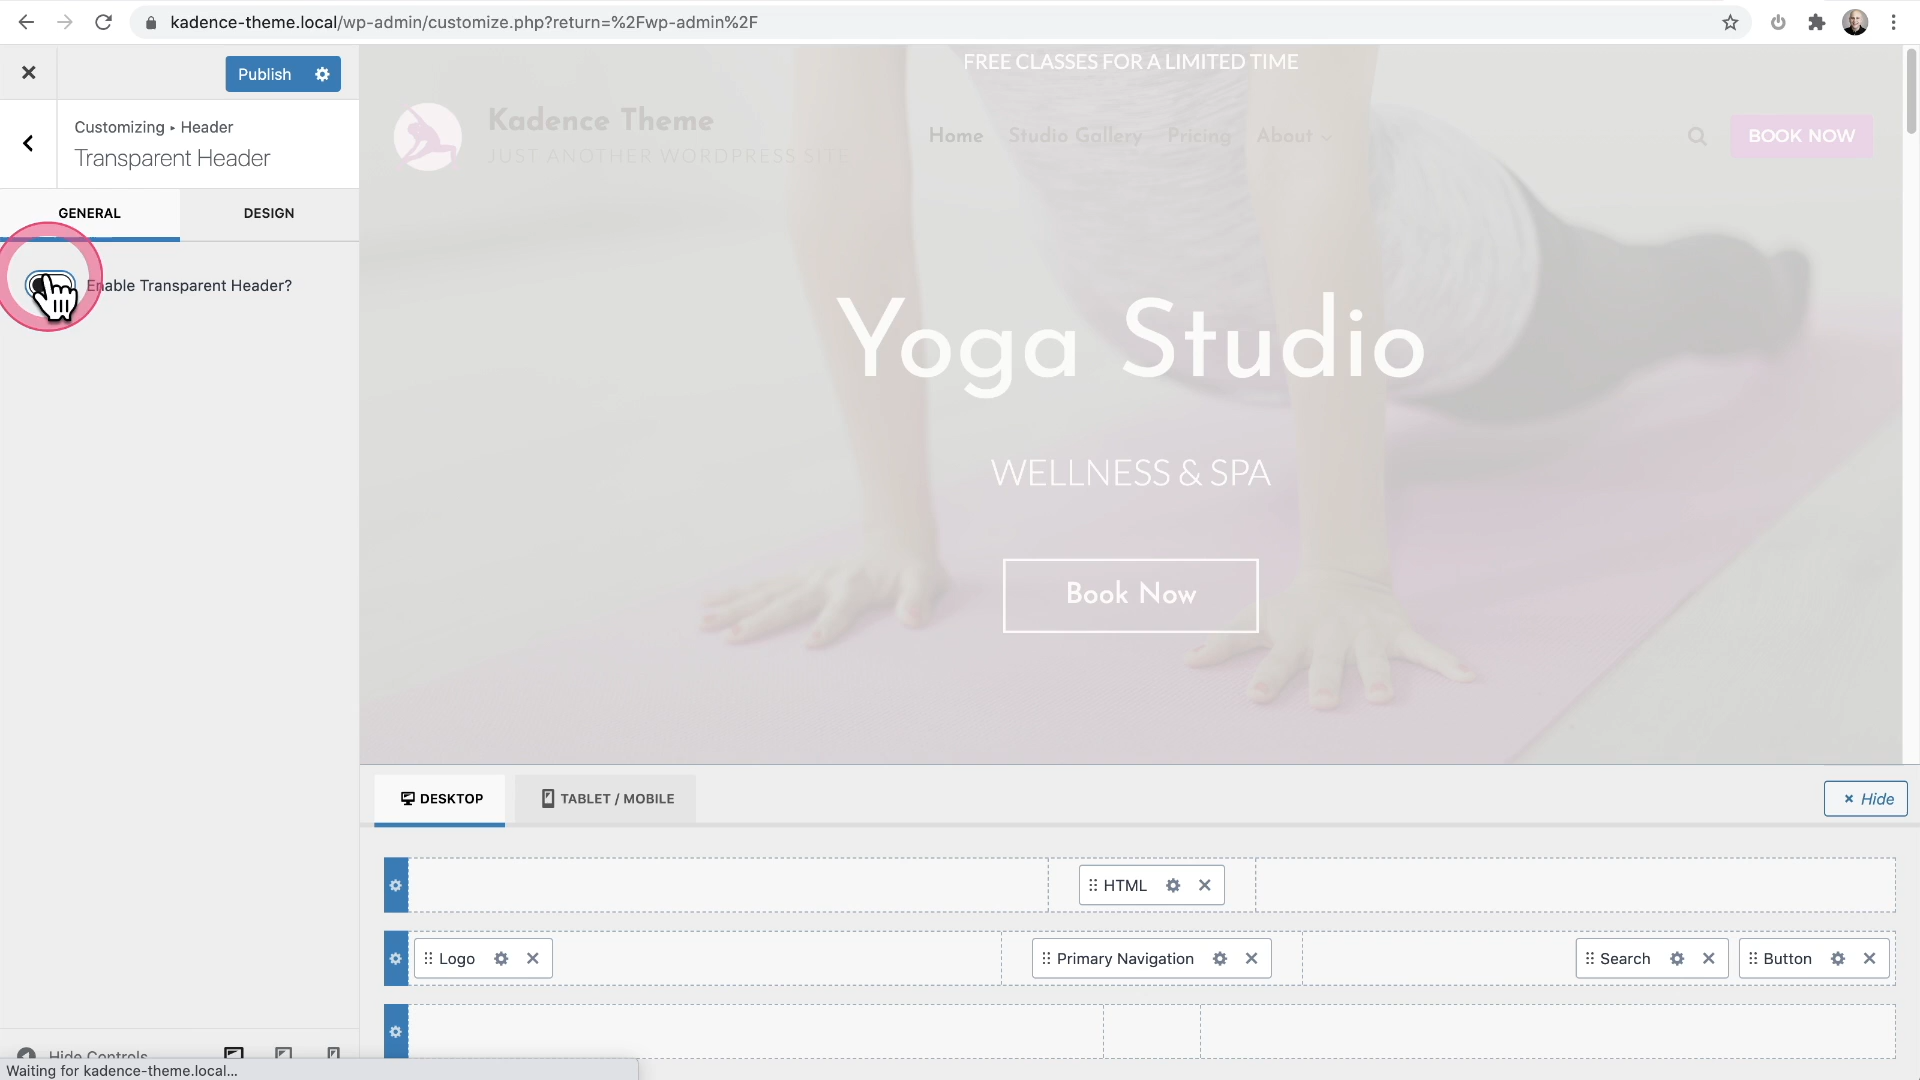 kadence-theme.local/wp-admin/customize.php?return=%2Fwp-admin%2F
Publish
Customizing ▸ Header
Transparent Header
GENERAL
DESIGN
Enable Transparent Header?
FREE CLASSES FOR A LIMITED TIME
Kadence Theme
JUST ANOTHER WORDPRESS SITE
Home
Studio Gallery
Pricing
About
BOOK NOW
Yoga Studio
WELLNESS & SPA
Book Now
DESKTOP
TABLET / MOBILE
× Hide
HTML
Logo
Primary Navigation
Search
Button
Hide Controls
Waiting for kadence-theme.local...